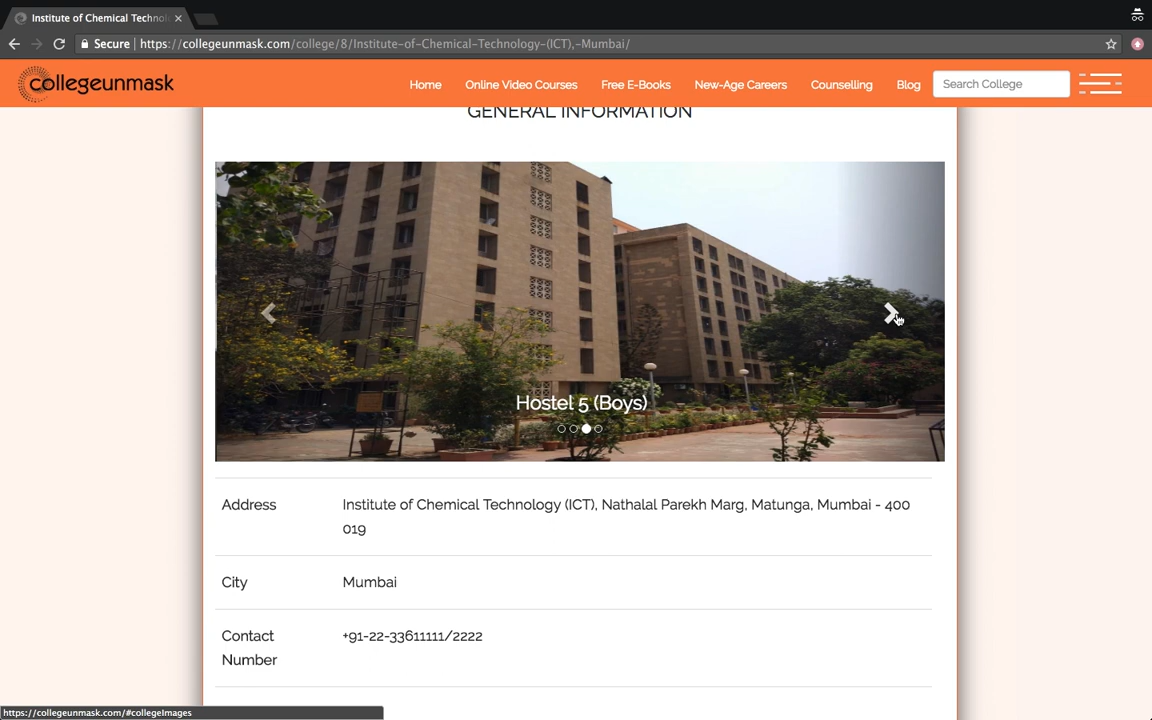 Institute of Chemical Technol
Secure
https://collegeunmask.com/college/8/Institute-of-Chemical-Technology-(ICT),-Mumbai/
collegeunmask
Home
Online Video Courses
Free E-Books
New-Age Careers
Counselling
Blog
Search College
GENERAL INFORMATION
Hostel 5 (Boys)
Address
Institute of Chemical Technology (ICT), Nathalal Parekh Marg, Matunga, Mumbai - 400
019
City
Mumbai
Contact
Number
+91-22-33611111/2222
https://collegeunmask.com/#collegeImages